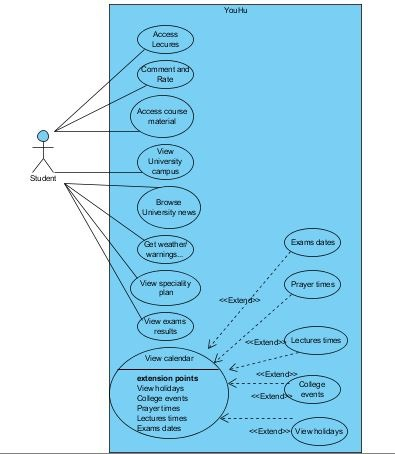 YouHu
Access
Lecures
Comment and
Rate
Access course
material
View
University
campus
Student
Browse
University news
Get weather/
warnings...
View speciality
plan
View exams
results
Exams dates
Prayer times
<<Extend>>
Lectures times
<<Extend>>
<<Extend>>
College
events
<<Extend>>
<<Extend>>
View holidays
View calendar
extension points
View holidays
College events
Prayer times
Lectures times
Exams dates